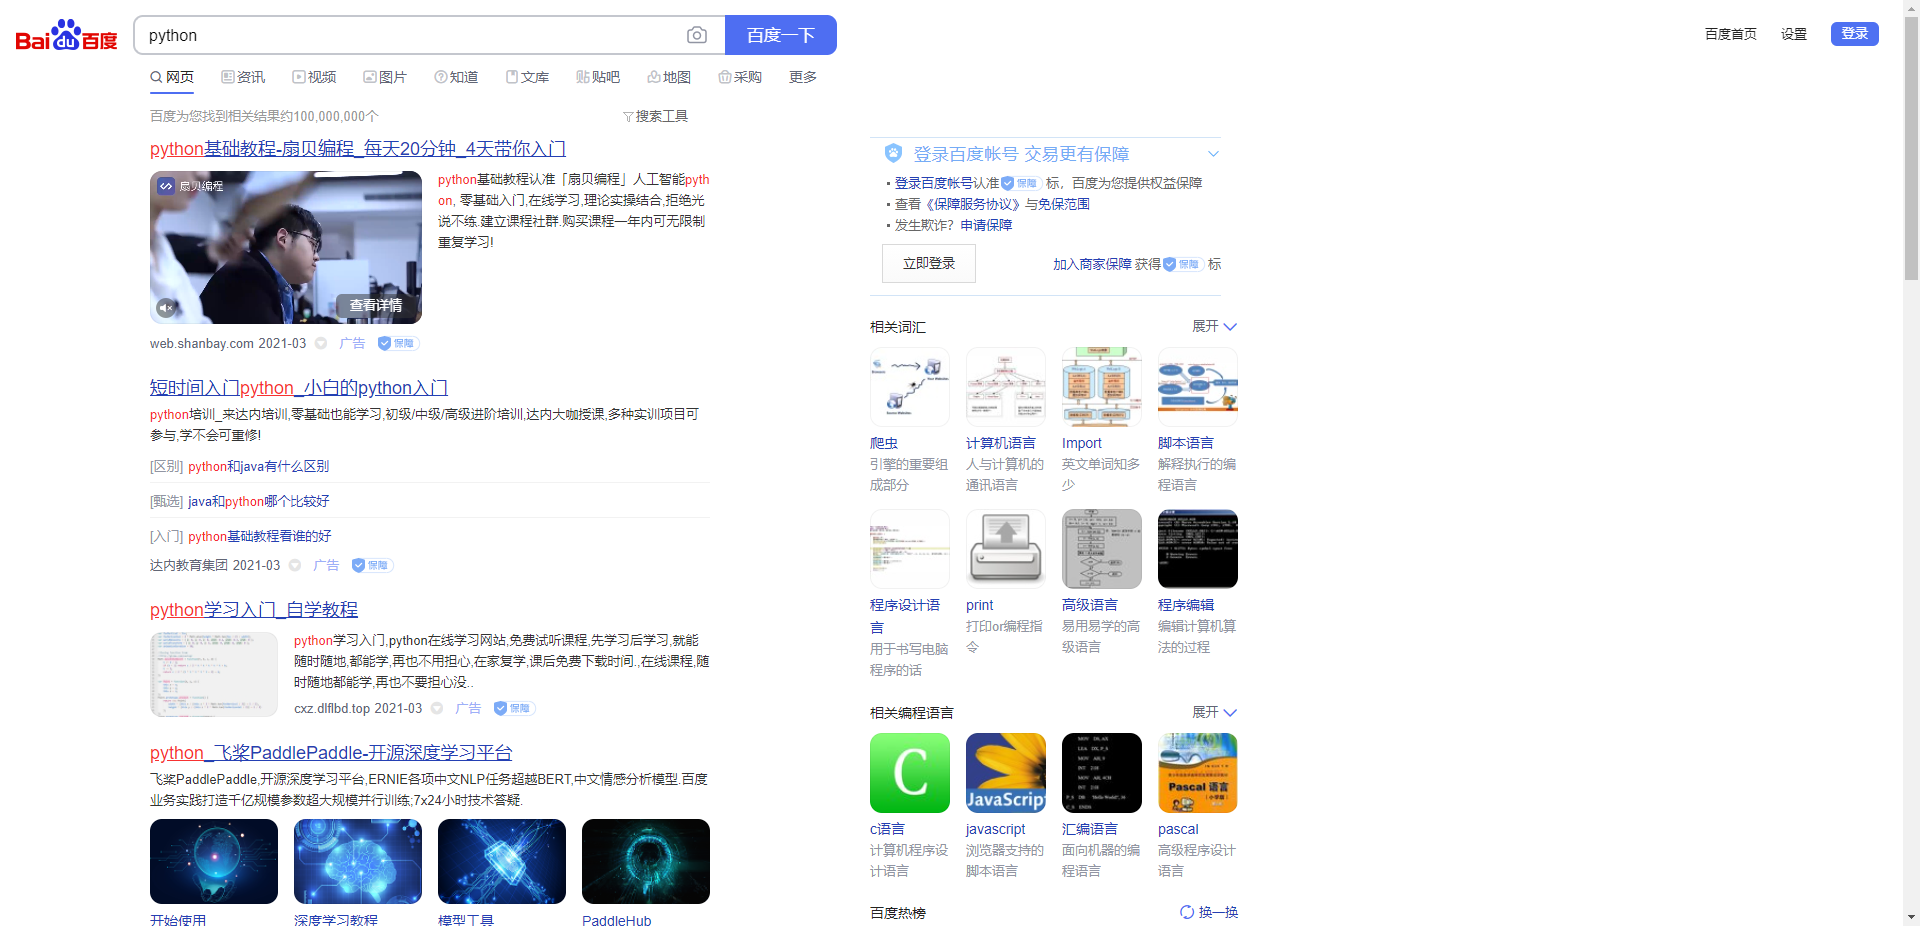 Bai du 百度
python
百度一下
百度首页 设置 登录
网页 资讯 视频 图片 知道 文库 贴吧 地图 采购 更多
百度为您找到相关结果约100,000,000个
搜索工具
python基础教程-扇贝编程_每天20分钟_4天带你入门
扇贝编程
查看详情
python基础教程认准「扇贝编程」人工智能pyth
on, 零基础入门,在线学习,理论实操结合,拒绝光
说不练.建立课程社群.购买课程一年内可无限制
重复学习!
web.shanbay.com 2021-03 广告 保障
短时间入门python_小白的python入门
python培训_来达内培训,零基础也能学习,初级/中级/高级进阶培训,达内大咖授课,多种实训项目可
参与,学不会可重修!
[区别] python和java有什么区别
[甄选] java和python哪个比较好
[入门] python基础教程看谁的好
达内教育集团 2021-03 广告 保障
python学习入门_自学教程
python学习入门,python在线学习网站,免费试听课程,先学习后学习,就能
随时随地,都能学,再也不用担心,在家复学,课后免费下载时间.,在线课程,随
时随地都能学,再也不要担心没..
cxz.dlflbd.top 2021-03 广告 保障
python_飞桨PaddlePaddle-开源深度学习平台
飞桨PaddlePaddle,开源深度学习平台,ERNIE各项中文NLP任务超越BERT,中文情感分析模型.百度
业务实践打造千亿规模参数超大规模并行训练;7x24小时技术答疑.
开始使用 深度学习教程 模型工具 PaddleHub
登录百度帐号 交易更有保障
登录百度帐号认准 保障 标，百度为您提供权益保障
查看《保障服务协议》与免保范围
发生欺诈？申请保障
立即登录
加入商家保障 获得 保障 标
相关词汇 展开
爬虫
引擎的重要组
成部分
计算机语言
人与计算机的
通讯语言
Import
英文单词知多
少
脚本语言
解释执行的编
程语言
程序设计语
言
用于书写电脑
程序的话
print
打印or编程指
令
高级语言
易用易学的高
级语言
程序编辑
编辑计算机算
法的过程
相关编程语言 展开
C
JavaScrip
Pascal 语言
c语言
计算机程序设
计语言
javascript
浏览器支持的
脚本语言
汇编语言
面向机器的编
程语言
pascal
高级程序设计
语言
百度热榜 换一换